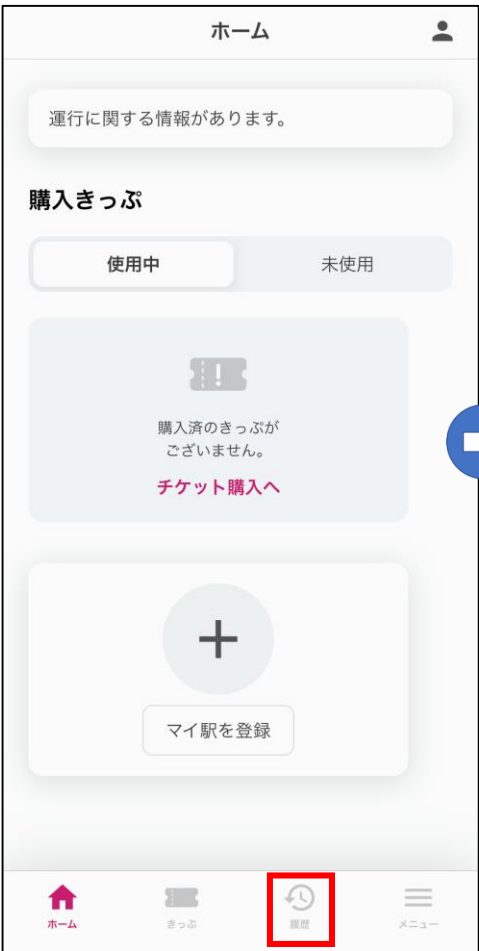 ホーム
運行に関する情報があります。
購入きっぷ
使用中
未使用
購入済のきっぷが
ございません。
チケット購入へ
マイ駅を登録
ホーム
きっぷ
履歴
メニュー